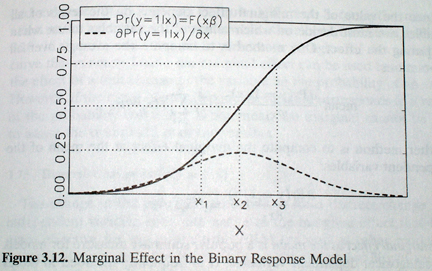 Pr(y=1|x)=F(xβ)
∂Pr(y=1|x)/∂x
1.00
0.75
0.50
0.25
0.00
x₁ x₂ x₃
X
Figure 3.12. Marginal Effect in the Binary Response Model